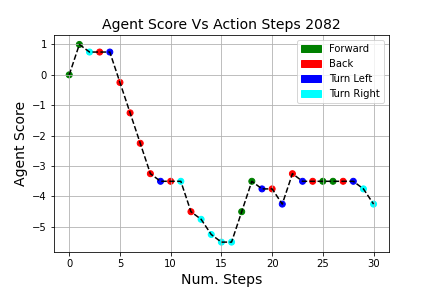 Agent Score Vs Action Steps 2082
Forward
Back
Turn Left
Turn Right
Agent Score
1
0
−1
−2
−3
−4
−5
0 5 10 15 20 25 30
Num. Steps